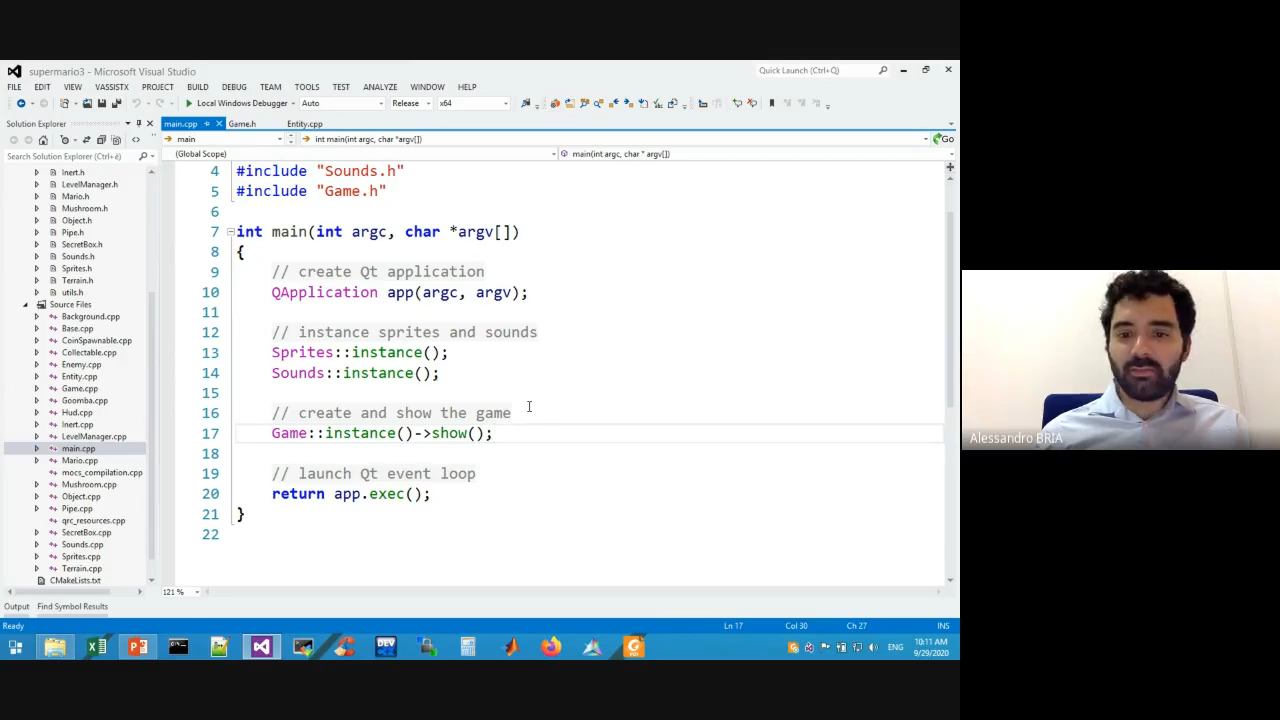 supermario3 - Microsoft Visual Studio
Quick Launch (Ctrl+Q)
FILE EDIT VIEW VASSISTX PROJECT BUILD DEBUG TEAM TOOLS TEST ANALYZE WINDOW HELP
Local Windows Debugger Auto Release x64
Solution Explorer
main.cpp Game.h Entity.cpp
main int main(int argc, char *argv[]) Go
Search Solution Explorer (Ctrl+è)
(Global Scope) main(int argc, char * argv[])
Inert.h
LevelManager.h
Mario.h
Mushroom.h
Object.h
Pipe.h
SecretBox.h
Sounds.h
Sprites.h
Terrain.h
utils.h
Source Files
Background.cpp
Base.cpp
CoinSpawnable.cpp
Collectable.cpp
Enemy.cpp
Entity.cpp
Game.cpp
Goomba.cpp
Hud.cpp
Inert.cpp
LevelManager.cpp
main.cpp
Mario.cpp
mocs_compilation.cpp
Mushroom.cpp
Object.cpp
Pipe.cpp
qrc_resources.cpp
SecretBox.cpp
Sounds.cpp
Sprites.cpp
Terrain.cpp
CMakeLists.txt
4 #include "Sounds.h"
5 #include "Game.h"
6
7 int main(int argc, char *argv[])
8 {
9 // create Qt application
10 QApplication app(argc, argv);
11
12 // instance sprites and sounds
13 Sprites::instance();
14 Sounds::instance();
15
16 // create and show the game
17 Game::instance()->show();
18
19 // launch Qt event loop
20 return app.exec();
21 }
22
121 %
Output Find Symbol Results
Ready Ln 17 Col 30 Ch 27 INS
DEV
ENG
10:11 AM
9/29/2020
Alessandro BRIA